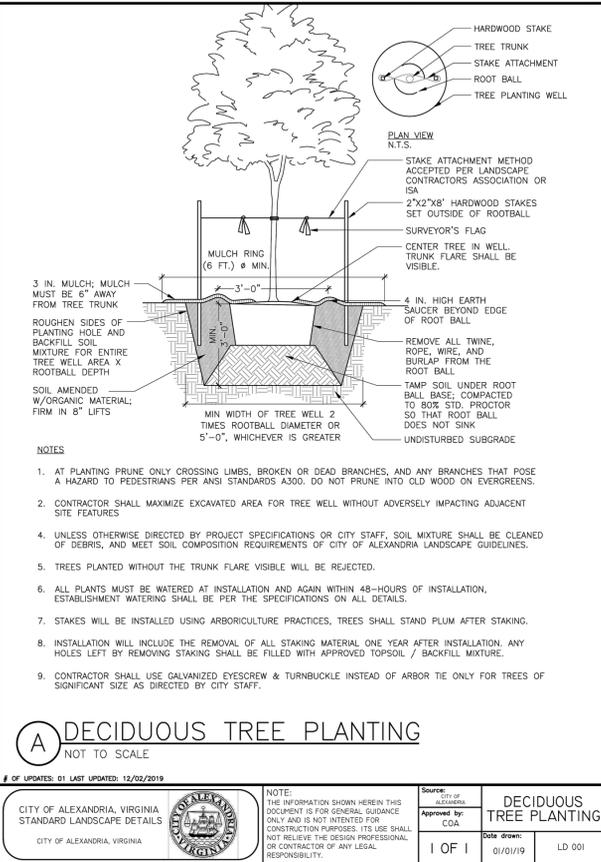 HARDWOOD STAKE
TREE TRUNK
STAKE ATTACHMENT
ROOT BALL
TREE PLANTING WELL
PLAN VIEW
N.T.S.
STAKE ATTACHMENT METHOD
ACCEPTED PER LANDSCAPE
CONTRACTORS ASSOCIATION OR
ISA
2"X2"X8' HARDWOOD STAKES
SET OUTSIDE OF ROOTBALL
SURVEYOR'S FLAG
CENTER TREE IN WELL.
TRUNK FLARE SHALL BE
VISIBLE.
MULCH RING
(6 FT.) ø MIN.
3'-0"
3 IN. MULCH; MULCH
MUST BE 6" AWAY
FROM TREE TRUNK
ROUGHEN SIDES OF
PLANTING HOLE AND
BACKFILL SOIL
MIXTURE FOR ENTIRE
TREE WELL AREA X
ROOTBALL DEPTH
SOIL AMENDED
W/ORGANIC MATERIAL;
FIRM IN 8" LIFTS
MIN.
3'-0"
4 IN. HIGH EARTH
SAUCER BEYOND EDGE
OF ROOT BALL
REMOVE ALL TWINE,
ROPE, WIRE, AND
BURLAP FROM THE
ROOT BALL
TAMP SOIL UNDER ROOT
BALL BASE; COMPACTED
TO 80% STD. PROCTOR
SO THAT ROOT BALL
DOES NOT SINK
UNDISTURBED SUBGRADE
MIN WIDTH OF TREE WELL 2
TIMES ROOTBALL DIAMETER OR
5'-0", WHICHEVER IS GREATER
NOTES
1. AT PLANTING PRUNE ONLY CROSSING LIMBS, BROKEN OR DEAD BRANCHES, AND ANY BRANCHES THAT POSE
A HAZARD TO PEDESTRIANS PER ANSI STANDARDS A300. DO NOT PRUNE INTO OLD WOOD ON EVERGREENS.
2. CONTRACTOR SHALL MAXIMIZE EXCAVATED AREA FOR TREE WELL WITHOUT ADVERSELY IMPACTING ADJACENT
SITE FEATURES
4. UNLESS OTHERWISE DIRECTED BY PROJECT SPECIFICATIONS OR CITY STAFF, SOIL MIXTURE SHALL BE CLEANED
OF DEBRIS, AND MEET SOIL COMPOSITION REQUIREMENTS OF CITY OF ALEXANDRIA LANDSCAPE GUIDELINES.
5. TREES PLANTED WITHOUT THE TRUNK FLARE VISIBLE WILL BE REJECTED.
6. ALL PLANTS MUST BE WATERED AT INSTALLATION AND AGAIN WITHIN 48-HOURS OF INSTALLATION,
ESTABLISHMENT WATERING SHALL BE PER THE SPECIFICATIONS ON ALL DETAILS.
7. STAKES WILL BE INSTALLED USING ARBORICULTURE PRACTICES, TREES SHALL STAND PLUM AFTER STAKING.
8. INSTALLATION WILL INCLUDE THE REMOVAL OF ALL STAKING MATERIAL ONE YEAR AFTER INSTALLATION. ANY
HOLES LEFT BY REMOVING STAKING SHALL BE FILLED WITH APPROVED TOPSOIL / BACKFILL MIXTURE.
9. CONTRACTOR SHALL USE GALVANIZED EYESCREW & TURNBUCKLE INSTEAD OF ARBOR TIE ONLY FOR TREES OF
SIGNIFICANT SIZE AS DIRECTED BY CITY STAFF.
A DECIDUOUS TREE PLANTING
NOT TO SCALE
# OF UPDATES: 01 LAST UPDATED: 12/02/2019
CITY OF ALEXANDRIA, VIRGINIA
STANDARD LANDSCAPE DETAILS
CITY OF ALEXANDRIA, VIRGINIA
CITY OF ALEXANDRIA
VIRGINIA
NOTE:
THE INFORMATION SHOWN HEREIN THIS
DOCUMENT IS FOR GENERAL GUIDANCE
ONLY AND IS NOT INTENDED FOR
CONSTRUCTION PURPOSES. ITS USE SHALL
NOT RELIEVE THE DESIGN PROFESSIONAL
OR CONTRACTOR OF ANY LEGAL
RESPONSIBILITY.
Source:
CITY OF
ALEXANDRIA
Approved by:
COA
1 OF 1
DECIDUOUS
TREE PLANTING
Date drawn:
01/01/19
LD 001